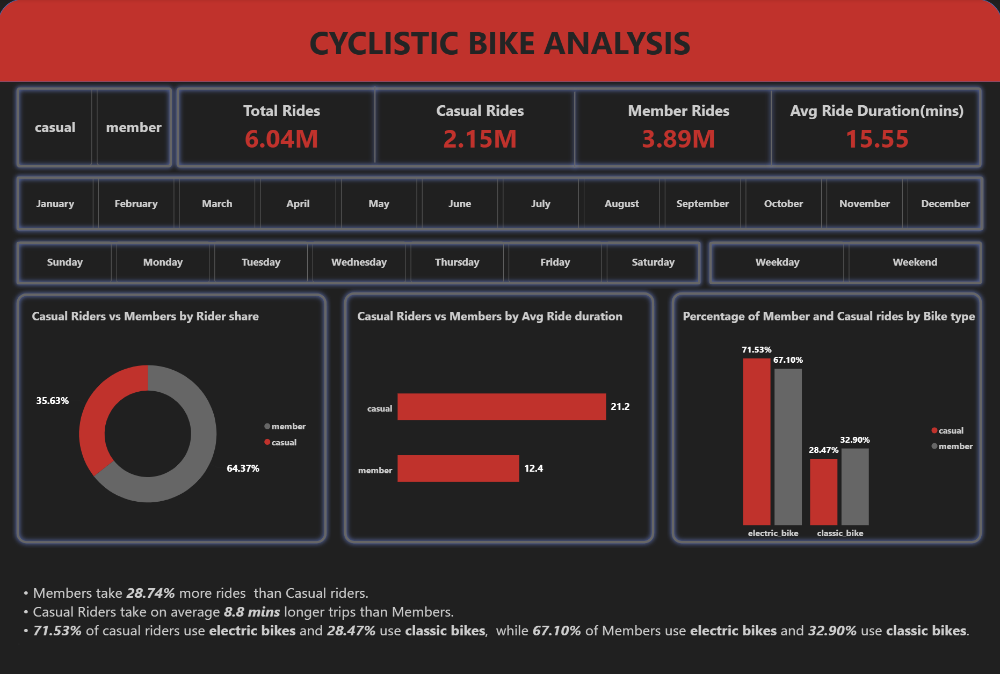 CYCLISTIC BIKE ANALYSIS
casual member
Total Rides Casual Rides Member Rides Avg Ride Duration(mins)
6.04M 2.15M 3.89M 15.55
January February March April May June July August September October November December
Sunday Monday Tuesday Wednesday Thursday Friday Saturday Weekday Weekend
Casual Riders vs Members by Rider share
35.63%
64.37%
member
casual
Casual Riders vs Members by Avg Ride duration
casual 21.2
member 12.4
Percentage of Member and Casual rides by Bike type
71.53%
67.10%
28.47%
32.90%
electric_bike classic_bike
casual
member
• Members take 28.74% more rides than Casual riders.
• Casual Riders take on average 8.8 mins longer trips than Members.
• 71.53% of casual riders use electric bikes and 28.47% use classic bikes, while 67.10% of Members use electric bikes and 32.90% use classic bikes.